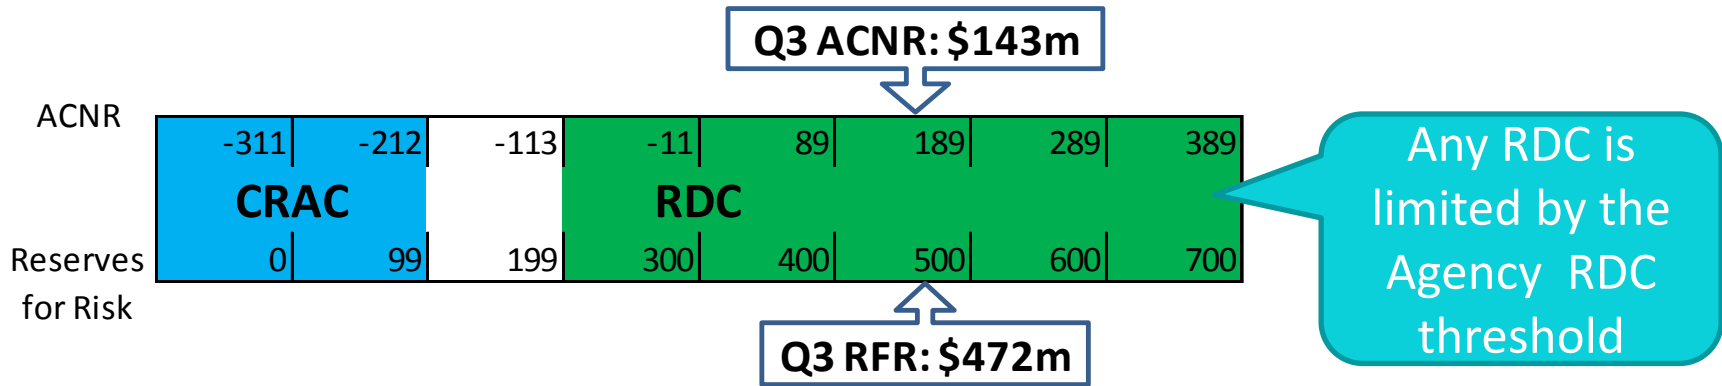 Q3 ACNR: $143m
ACNR
-311 -212 -113 -11 89 189 289 389
CRAC RDC
Reserves
for Risk
0 99 199 300 400 500 600 700
Q3 RFR: $472m
Any RDC is
limited by the
Agency RDC
threshold